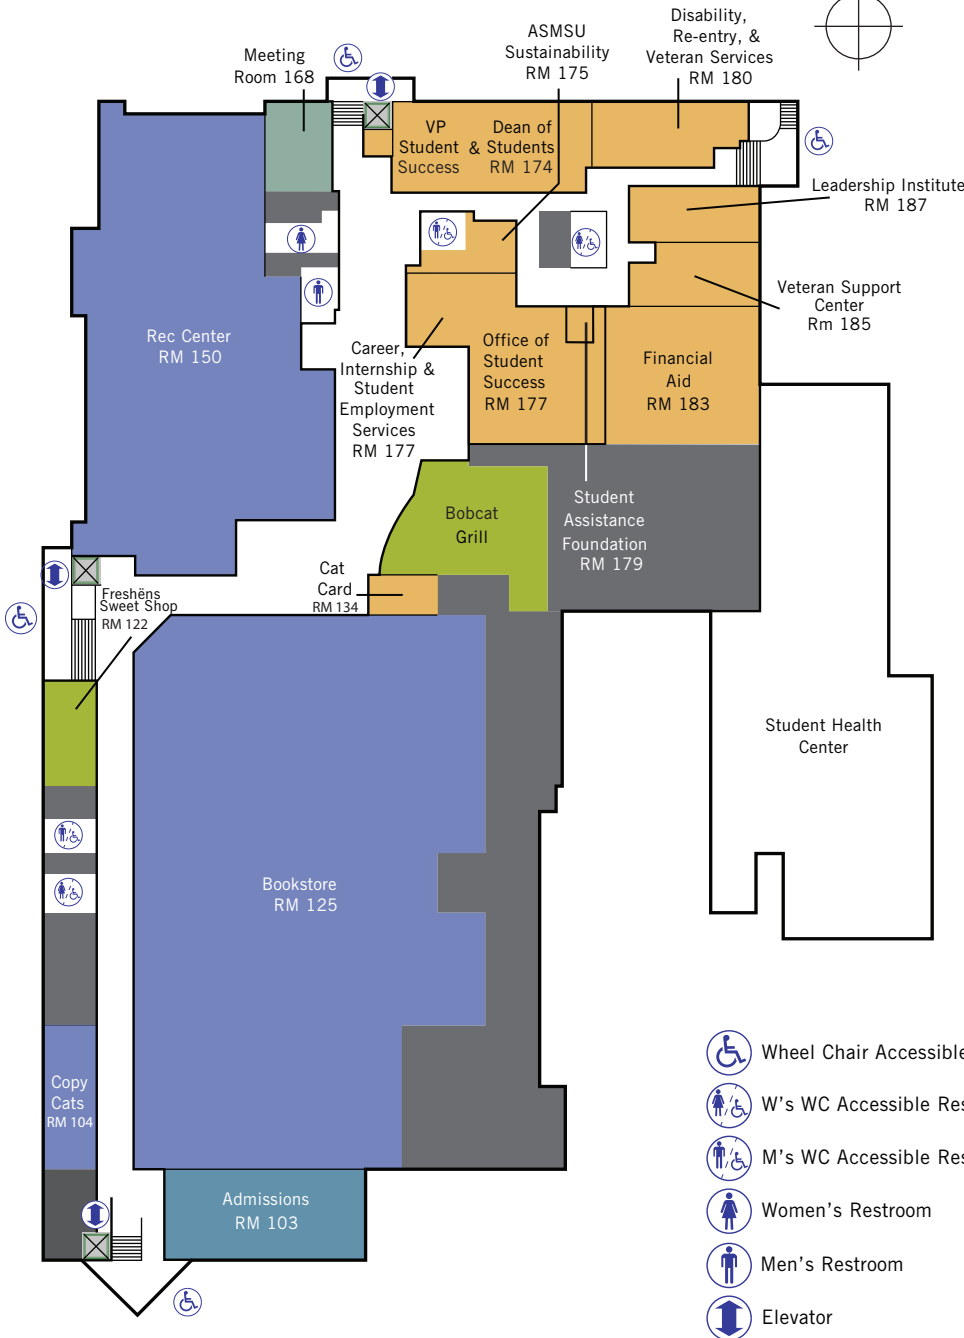 Disability,
Re-entry, &
Veteran Services
RM 180
ASMSU
Sustainability
RM 175
Meeting
Room 168
VP
Student
Success
&
Dean of
Students
RM 174
Leadership Institute
RM 187
Veteran Support
Center
Rm 185
Rec Center
RM 150
Career,
Internship &
Student
Employment
Services
RM 177
Office of
Student
Success
RM 177
Financial
Aid
RM 183
Bobcat
Grill
Student
Assistance
Foundation
RM 179
Cat
Card
RM 134
Freshëns
Sweet Shop
RM 122
Student Health
Center
Bookstore
RM 125
Copy
Cats
RM 104
Admissions
RM 103
Wheel Chair Accessible
W's WC Accessible Res
M's WC Accessible Res
Women's Restroom
Men's Restroom
Elevator